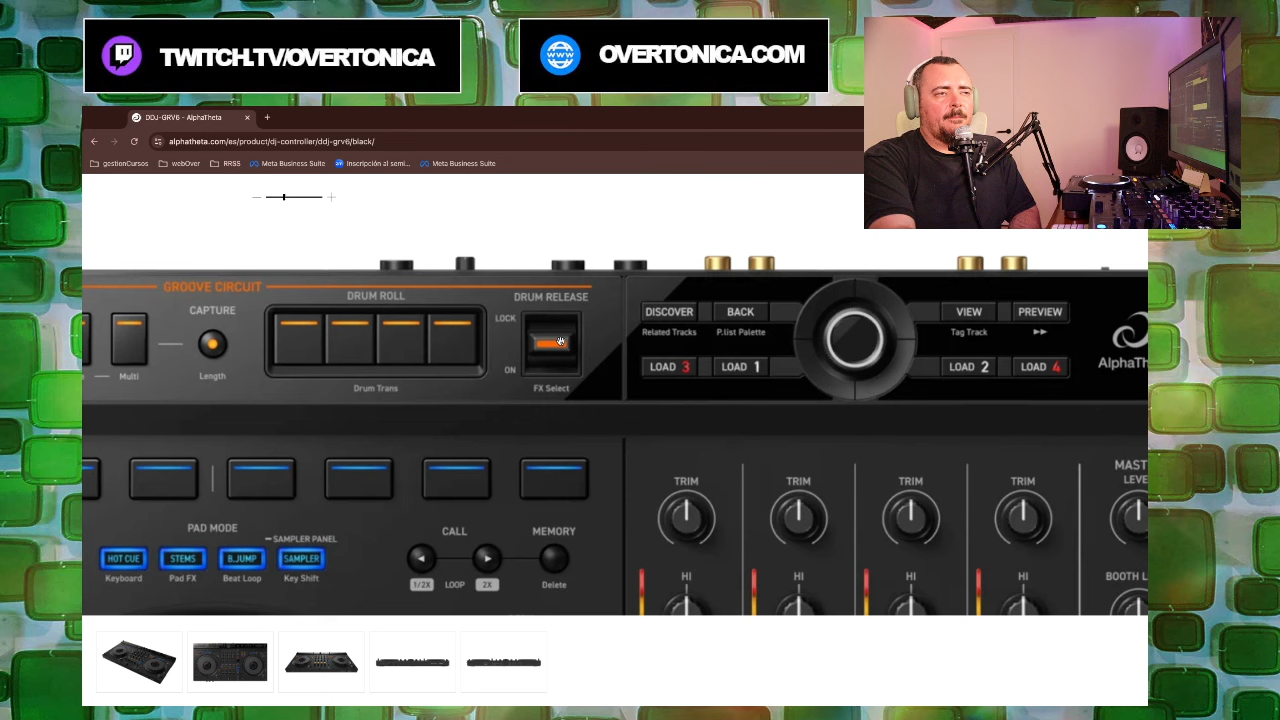 TWITCH.TV/OVERTONICA
WWW
OVERTONICA.COM
DDJ-GRV6 - AlphaTheta
alphatheta.com/es/product/dj-controller/ddj-grv6/black/
gestionCursos
webOver
RRSS
Meta Business Suite
Inscripción al semi...
Meta Business Suite
GROOVE CIRCUIT
CAPTURE
DRUM ROLL
DRUM RELEASE
LOCK
ON
Multi
Length
Drum Trans
FX Select
DISCOVER
BACK
VIEW
PREVIEW
Related Tracks
P.list Palette
Tag Track
LOAD 3
LOAD 1
LOAD 2
LOAD 4
AlphaTh
PAD MODE
SAMPLER PANEL
HOT CUE
STEMS
B.JUMP
SAMPLER
Keyboard
Pad FX
Beat Loop
Key Shift
CALL
MEMORY
1/2X
LOOP
2X
Delete
TRIM
TRIM
TRIM
TRIM
MAST
LEVE
HI
HI
HI
HI
BOOTH L